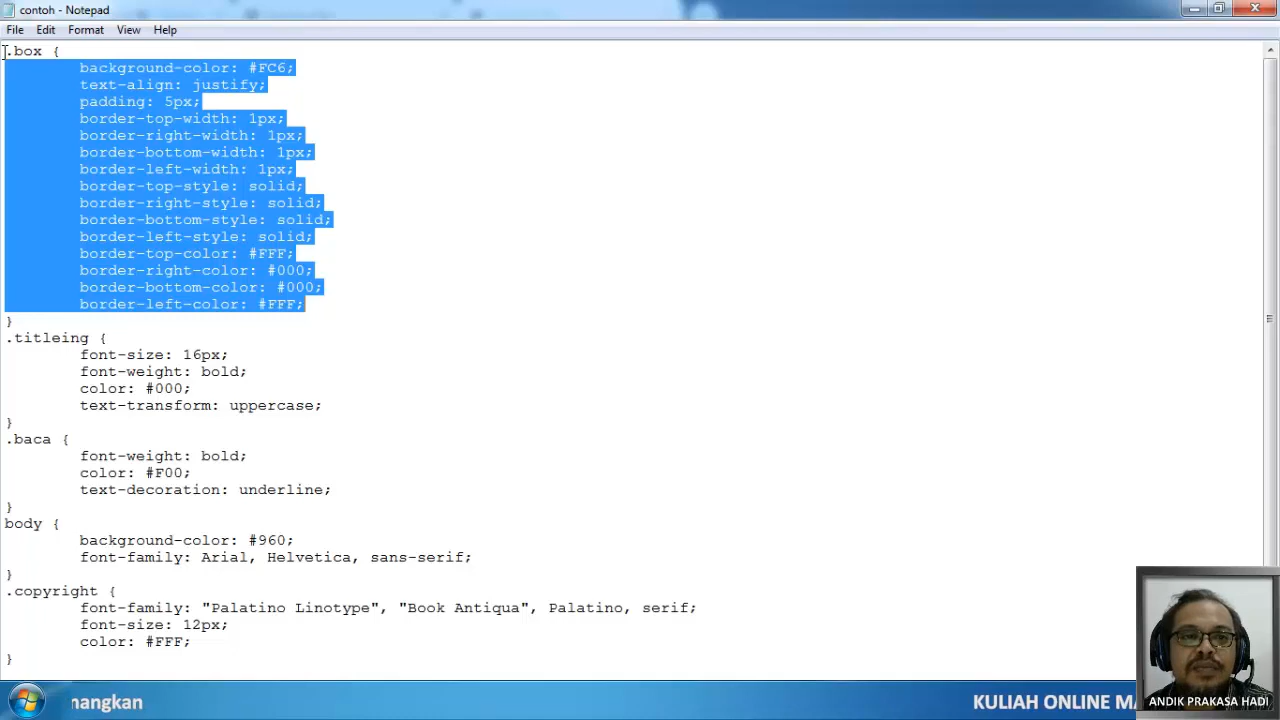 contoh - Notepad
File Edit Format View Help
.box {
background-color: #FC6;
text-align: justify;
padding: 5px;
border-top-width: 1px;
border-right-width: 1px;
border-bottom-width: 1px;
border-left-width: 1px;
border-top-style: solid;
border-right-style: solid;
border-bottom-style: solid;
border-left-style: solid;
border-top-color: #FFF;
border-right-color: #000;
border-bottom-color: #000;
border-left-color: #FFF;
}
.titleing {
font-size: 16px;
font-weight: bold;
color: #000;
text-transform: uppercase;
}
.baca {
font-weight: bold;
color: #F00;
text-decoration: underline;
}
body {
background-color: #960;
font-family: Arial, Helvetica, sans-serif;
}
.copyright {
font-family: "Palatino Linotype", "Book Antiqua", Palatino, serif;
font-size: 12px;
color: #FFF;
}
nangkan KULIAH ONLINE MA
ANDIK PRAKASA HADI